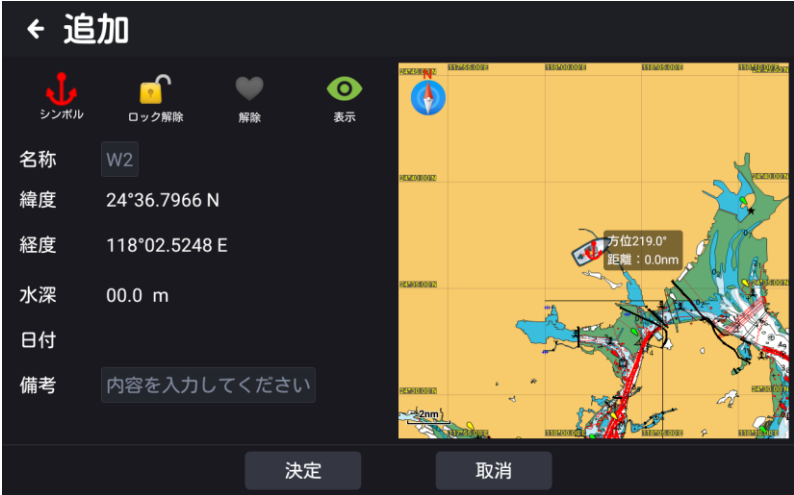 追加
シンボル
ロック解除
解除
表示
名称
W2
緯度
24°36.7966 N
経度
118°02.5248 E
水深
00.0 m
日付
備考
内容を入力してください
N
方位219.0°
距離：0.0nm
2nm
決定
取消